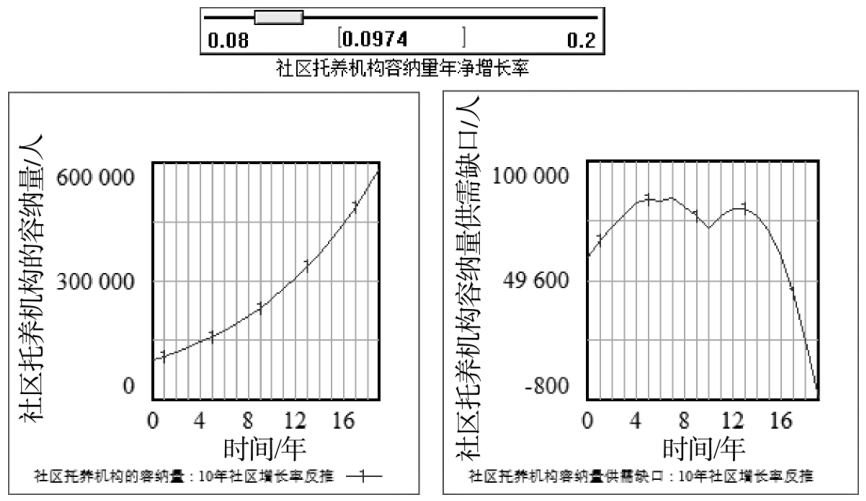 0.08 [0.0974 ] 0.2
社区托养机构容纳量年净增长率
社区托养机构的容纳量/人
600 000
300 000
0
0 4 8 12 16
时间/年
社区托养机构的容纳量：10年社区增长率反推 1
社区托养机构容纳量供需缺口/人
100 000
49 600
-800
0 4 8 12 16
时间/年
社区托养机构容纳量供需缺口：10年社区增长率反推